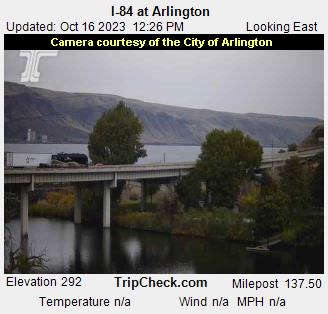 I-84 at Arlington
Updated: Oct 16 2023 12:26 PM Looking East
Camera courtesy of the City of Arlington
Elevation 292 TripCheck.com Milepost 137.50
Temperature n/a Wind n/a MPH n/a